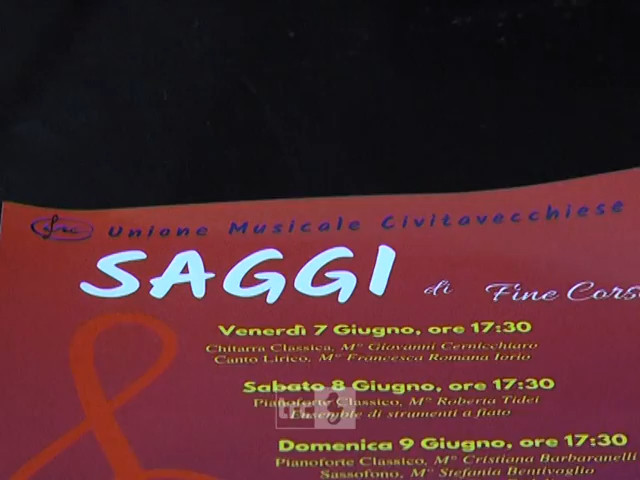 Unione Musicale Civitavecchiese
SAGGI di Fine Cors
Venerdì 7 Giugno, ore 17:30
Chitarra Classica, M° Giovanni Cernicchiaro
Canto Lirico, M° Francesca Romana Iorio
Sabato 8 Giugno, ore 17:30
Pianoforte Classico, M° Roberta Tidei
Ensemble di strumenti a fiato
trc
Domenica 9 Giugno, ore 17:30
Pianoforte Classico, M° Cristiana Barbaranelli
Sassofono, M° Stefania Bentivoglio